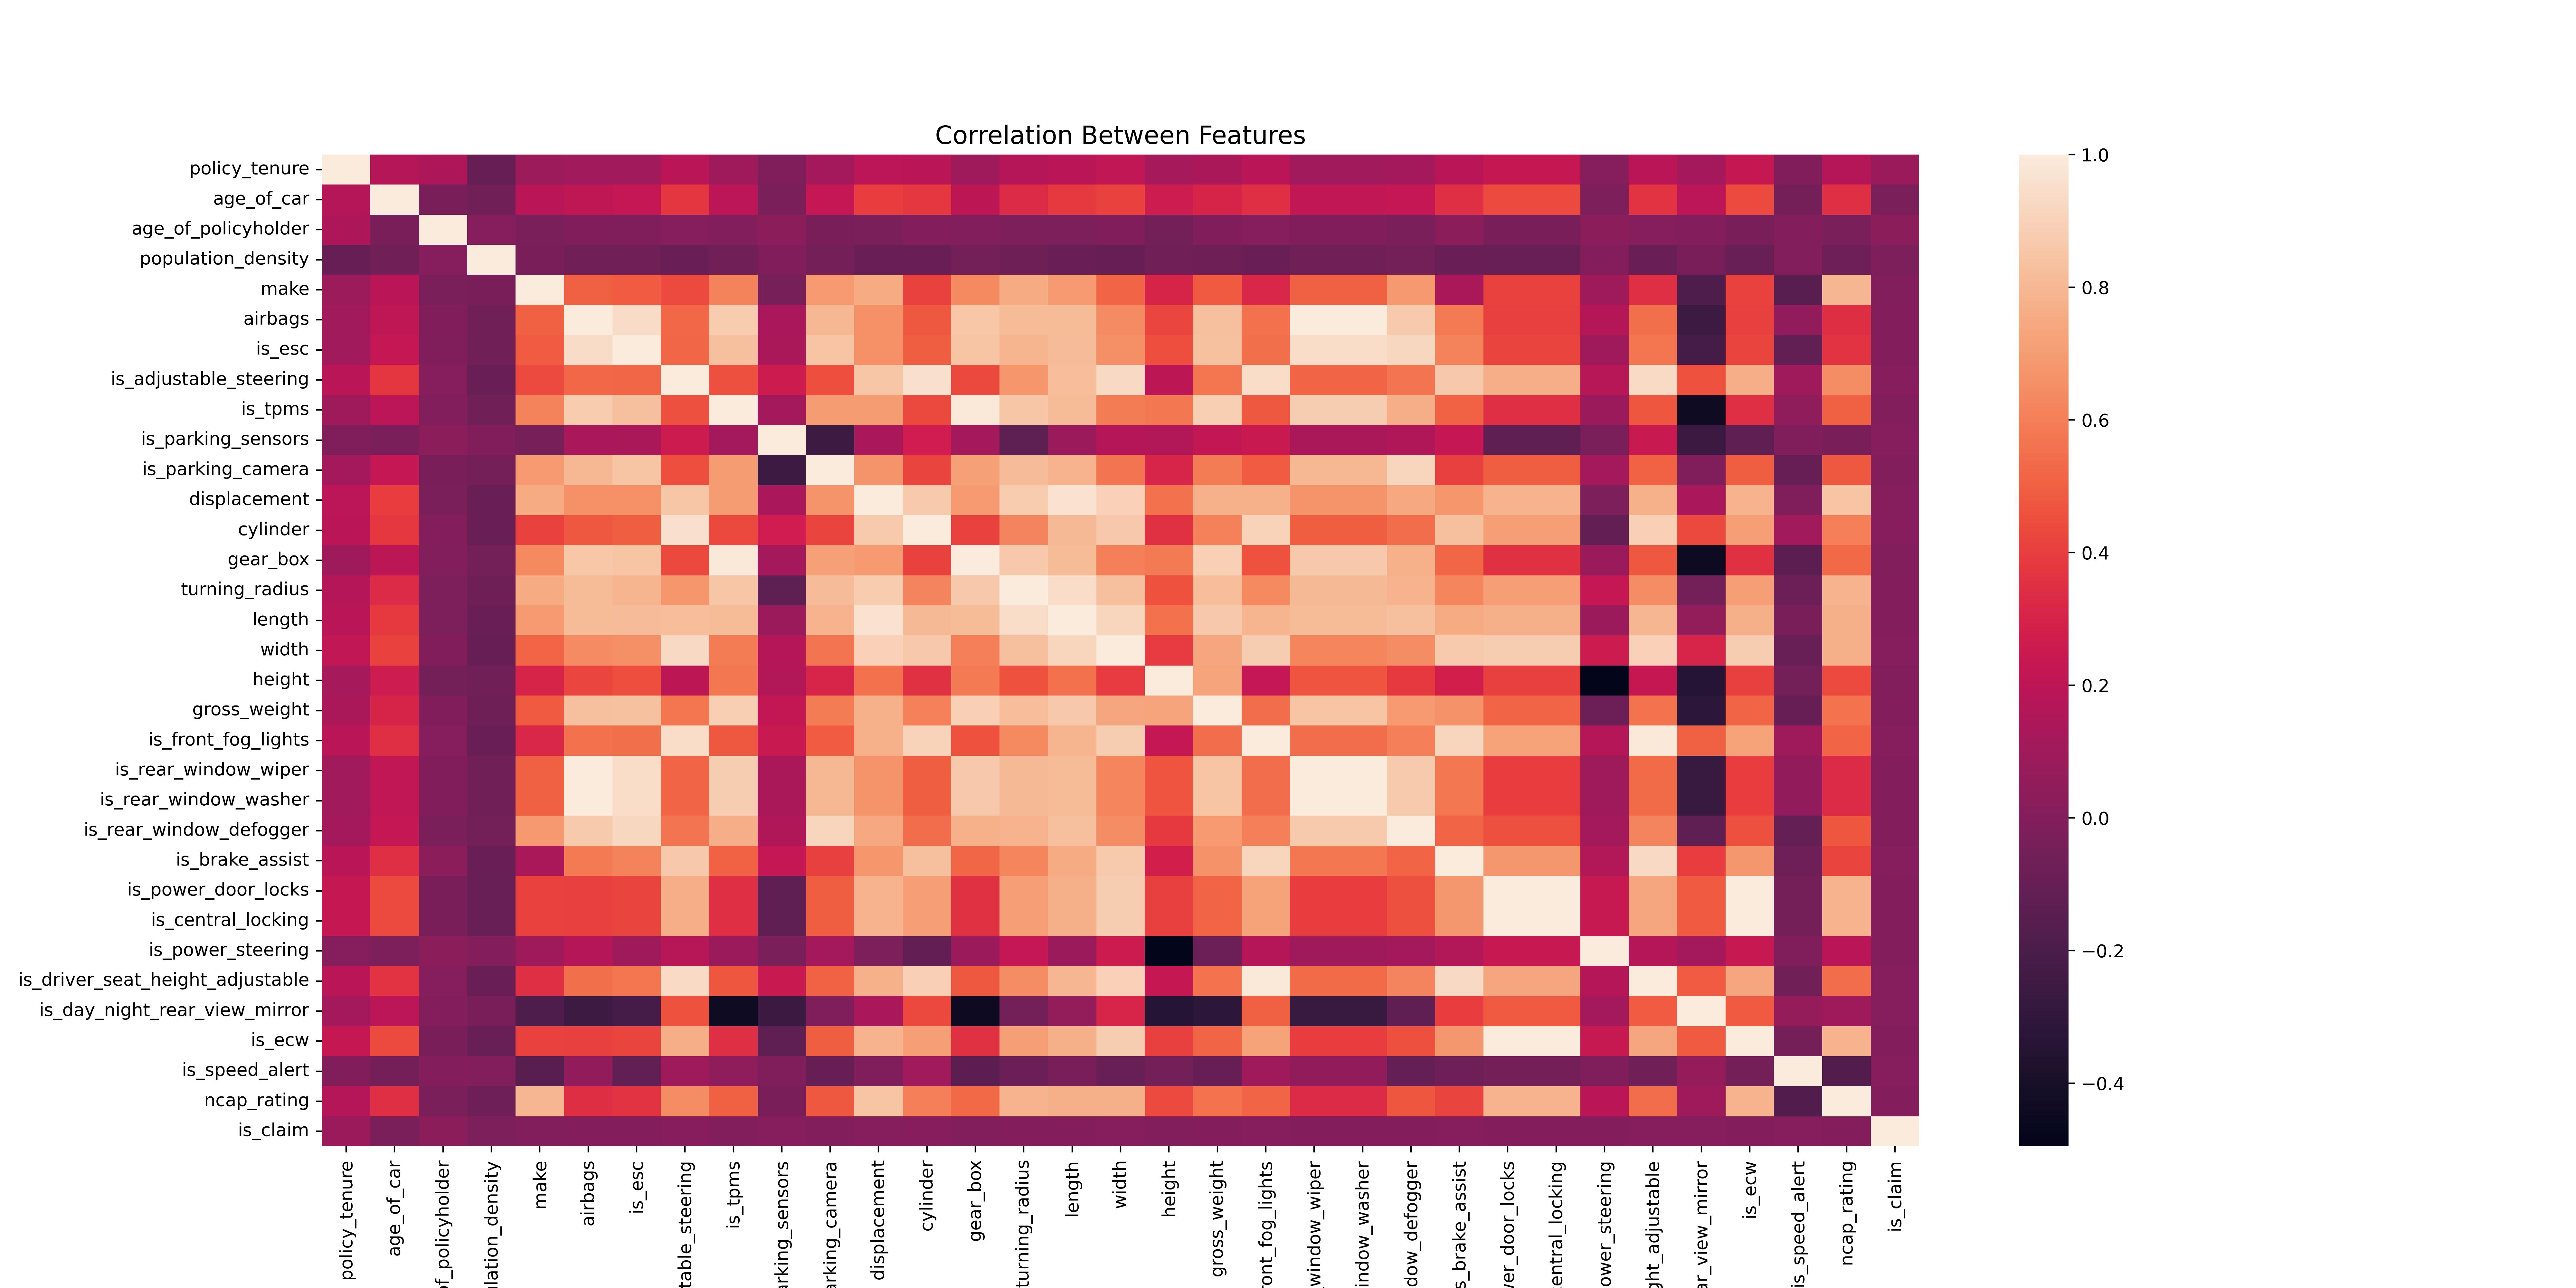 Correlation Between Features
policy_tenure
age_of_car
age_of_policyholder
population_density
make
airbags
is_esc
is_adjustable_steering
is_tpms
is_parking_sensors
is_parking_camera
displacement
cylinder
gear_box
turning_radius
length
width
height
gross_weight
is_front_fog_lights
is_rear_window_wiper
is_rear_window_washer
is_rear_window_defogger
is_brake_assist
is_power_door_locks
is_central_locking
is_power_steering
is_driver_seat_height_adjustable
is_day_night_rear_view_mirror
is_ecw
is_speed_alert
ncap_rating
is_claim
policy_tenure
age_of_car
of_policyholder
ulation_density
make
airbags
is_esc
table_steering
is_tpms
arking_sensors
arking_camera
displacement
cylinder
gear_box
turning_radius
length
width
height
gross_weight
ront_fog_lights
window_wiper
indow_washer
dow_defogger
s_brake_assist
er_door_locks
entral_locking
ower_steering
ght_adjustable
ar_view_mirror
is_ecw
is_speed_alert
ncap_rating
is_claim
1.0
0.8
0.6
0.4
0.2
0.0
−0.2
−0.4